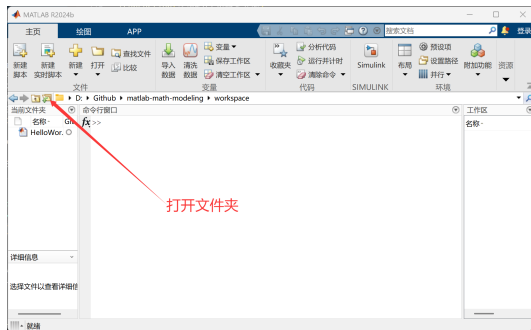 MATLAB R2024b
主页 绘图 APP
搜索文档
登录
新建
脚本
新建
实时脚本
新建
打开
查找文件
比较
文件
导入
数据
清洗
数据
变量
保存工作区
清空工作区
变量
收藏夹
分析代码
运行并计时
清除命令
代码
Simulink
SIMULINK
布局
预设项
设置路径
并行
环境
附加功能
资源
D: Github matlab-math-modeling workspace
当前文件夹
名称
HelloWor.
命令行窗口
fx >>
工作区
名称
打开文件夹
详细信息
选择文件以查看详细信
就绪